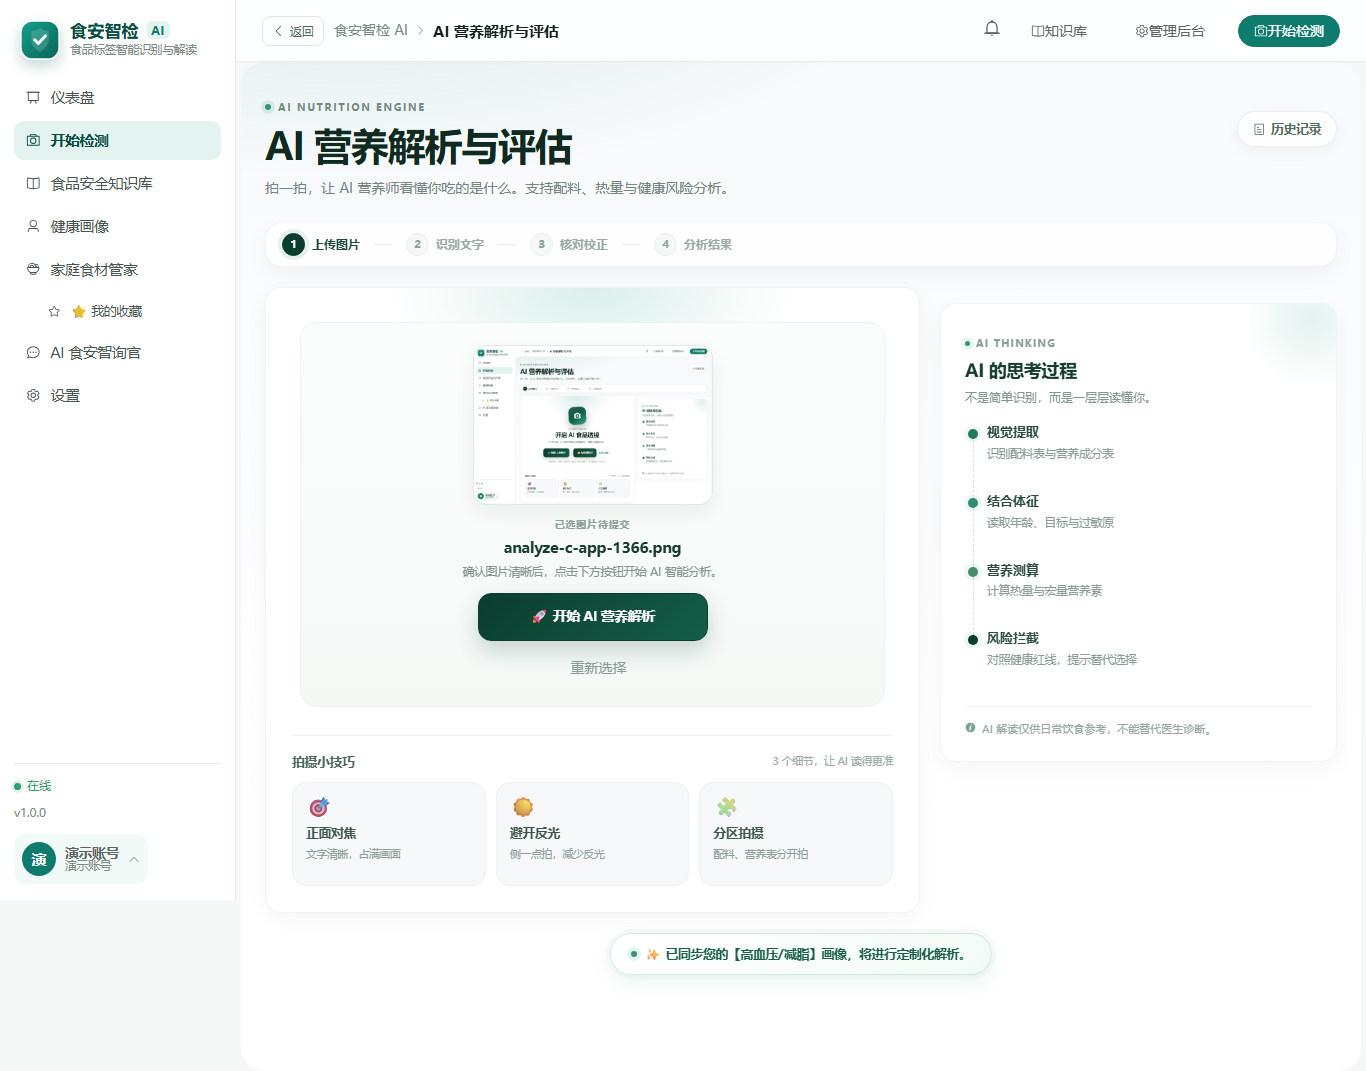 食安智检 AI
食品标签智能识别与解读
仪表盘
开始检测
食品安全知识库
健康画像
家庭食材管家
⭐ 我的收藏
AI 食安智询官
设置
在线
v1.0.0
演
演示账号
演示账号
返回
食安智检 AI
AI 营养解析与评估
知识库
管理后台
开始检测
AI NUTRITION ENGINE
AI 营养解析与评估
拍一拍，让 AI 营养师看懂你吃的是什么。支持配料、热量与健康风险分析。
历史记录
1 上传图片
2 识别文字
3 核对校正
4 分析结果
AI 营养解析与评估
开启 AI 食品透视
已选图片待提交
analyze-c-app-1366.png
确认图片清晰后，点击下方按钮开始 AI 智能分析。
🚀 开始 AI 营养解析
重新选择
拍摄小技巧
3 个细节，让 AI 读得更准
正面对焦
文字清晰，占满画面
避开反光
侧一点拍，减少反光
分区拍摄
配料、营养表分开拍
AI THINKING
AI 的思考过程
不是简单识别，而是一层层读懂你。
视觉提取
识别配料表与营养成分表
结合体征
读取年龄、目标与过敏原
营养测算
计算热量与宏量营养素
风险拦截
对照健康红线，提示替代选择
AI 解读仅供日常饮食参考，不能替代医生诊断。
✨ 已同步您的【高血压/减脂】画像，将进行定制化解析。